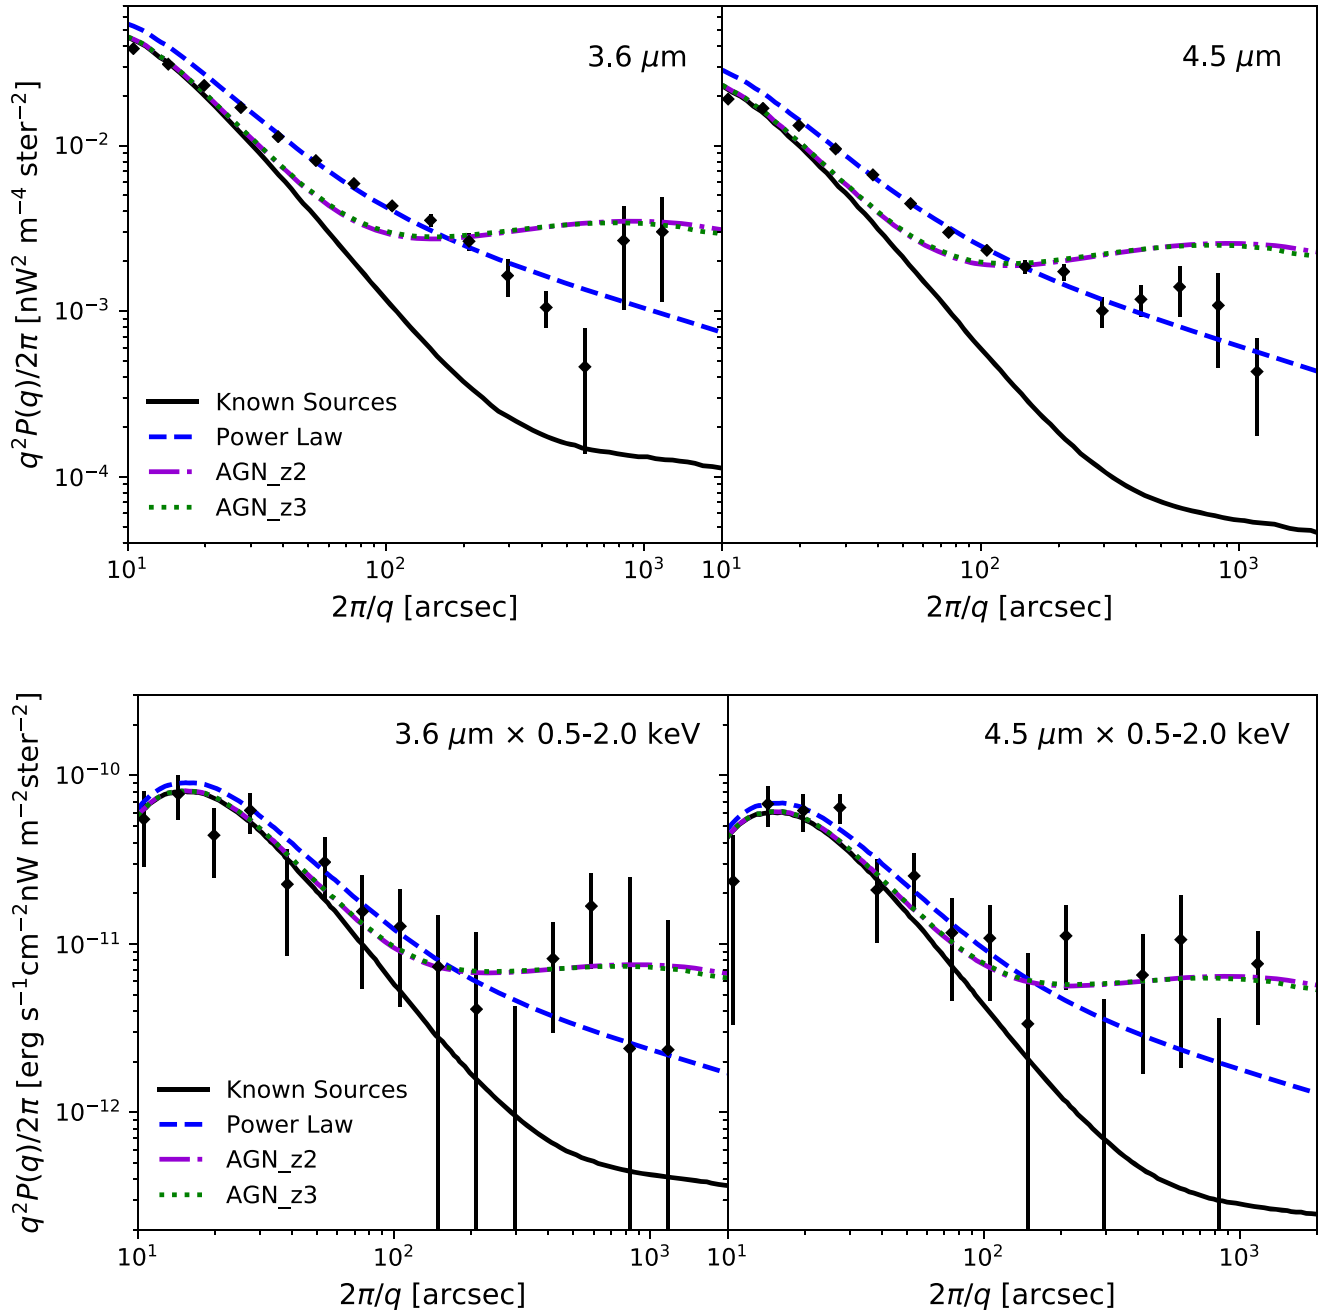 3.6 μm
4.5 μm
q²P(q)/2π [nW² m⁻⁴ ster⁻²]
10⁻²
10⁻³
10⁻⁴
Known Sources
Power Law
AGN_z2
AGN_z3
10¹ 10² 10³ 10¹ 10² 10³
2π/q [arcsec] 2π/q [arcsec]
3.6 μm × 0.5-2.0 keV
4.5 μm × 0.5-2.0 keV
q²P(q)/2π [erg s⁻¹cm⁻²nW m⁻²ster⁻²]
10⁻¹⁰
10⁻¹¹
10⁻¹²
Known Sources
Power Law
AGN_z2
AGN_z3
10¹ 10² 10³ 10¹ 10² 10³
2π/q [arcsec] 2π/q [arcsec]